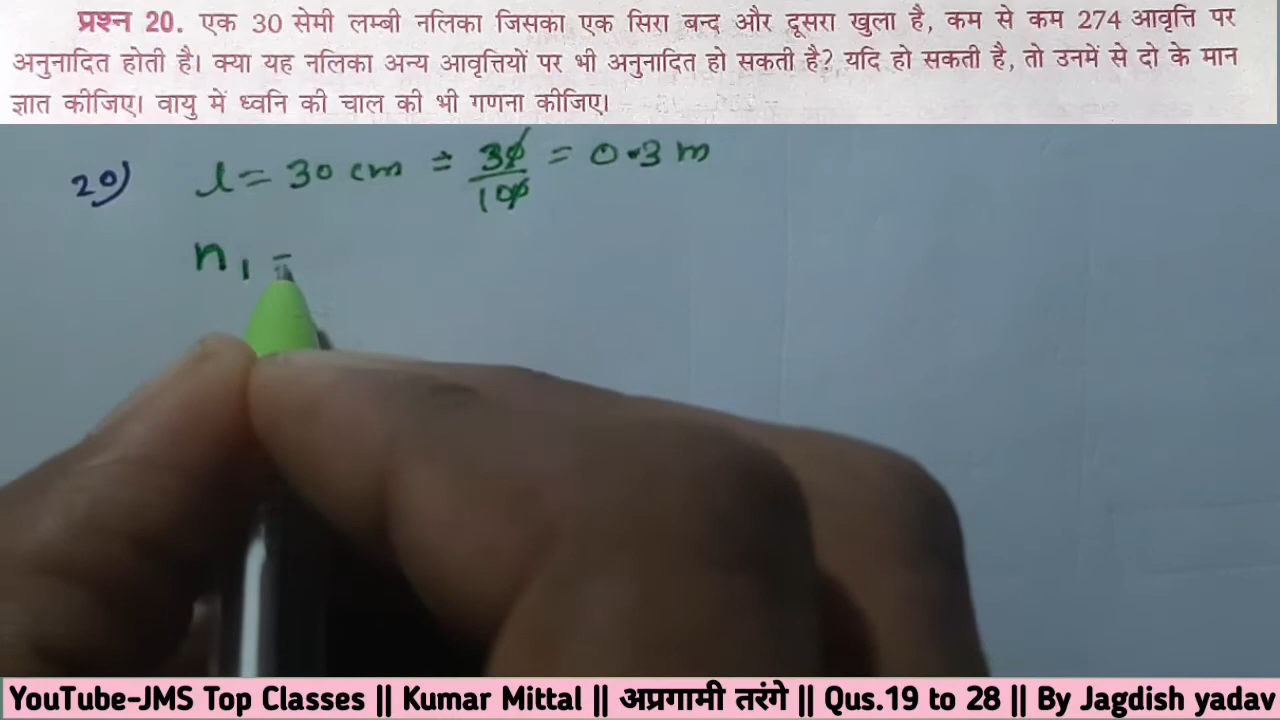 प्रश्न 20. एक 30 सेमी लम्बी नलिका जिसका एक सिरा बन्द और दूसरा खुला है, कम से कम 274 आवृत्ति पर
अनुनादित होती है। क्या यह नलिका अन्य आवृत्तियों पर भी अनुनादित हो सकती है? यदि हो सकती है, तो उनमें से दो के मान
ज्ञात कीजिए। वायु में ध्वनि की चाल की भी गणना कीजिए।
20) l = 30 cm = 30/100 = 0.3 m
n₁ =
YouTube-JMS Top Classes || Kumar Mittal || अप्रगामी तरंगे || Qus.19 to 28 || By Jagdish yadav